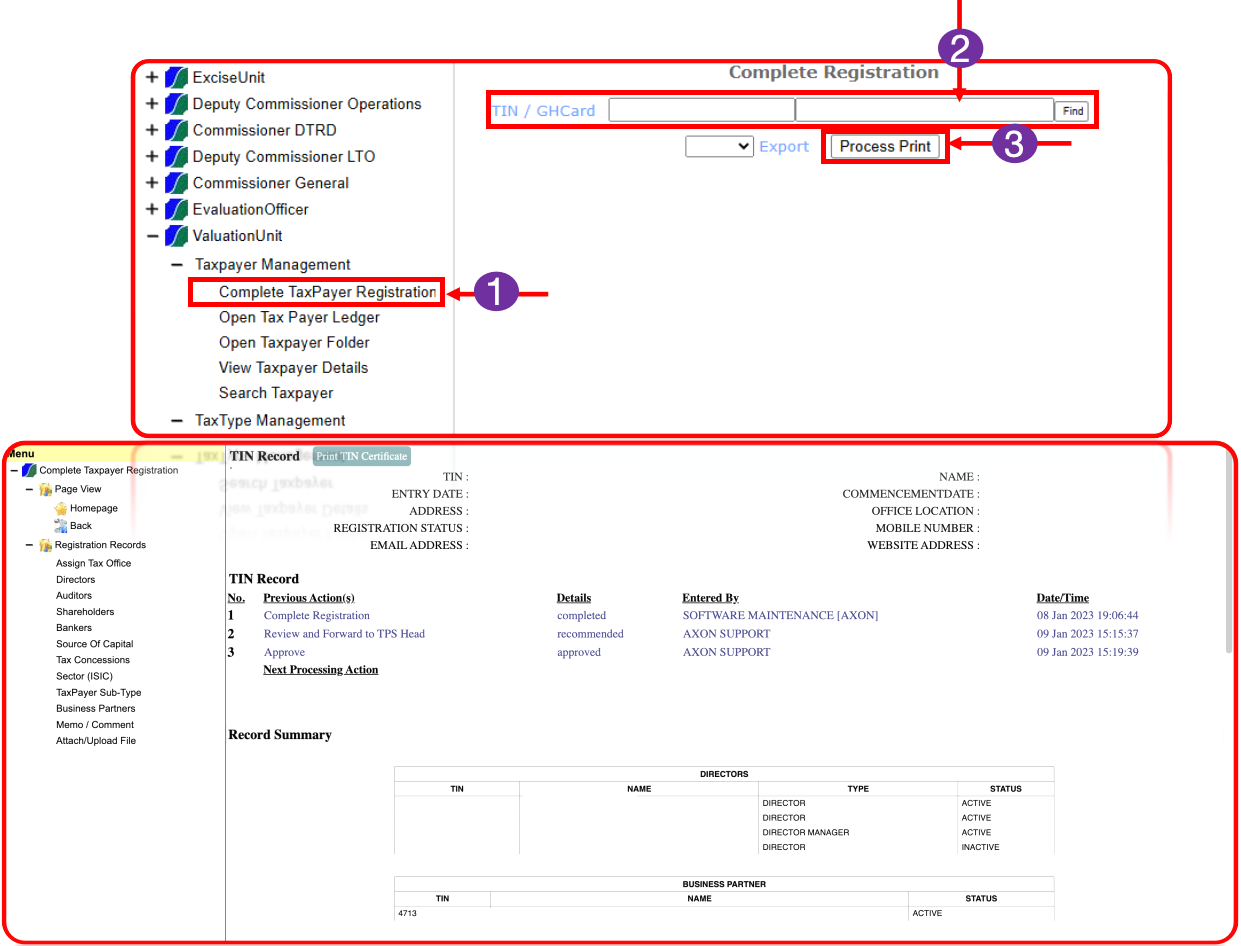 2
Complete Registration
+ ExciseUnit
+ Deputy Commissioner Operations
+ Commissioner DTRD
+ Deputy Commissioner LTO
+ Commissioner General
+ EvaluationOfficer
− ValuationUnit
− Taxpayer Management
Complete TaxPayer Registration
Open Tax Payer Ledger
Open Taxpayer Folder
View Taxpayer Details
Search Taxpayer
− TaxType Management
1
TIN / GHCard Find
Export Process Print
3
Menu
− Complete Taxpayer Registration
− Page View
Homepage
Back
− Registration Records
Assign Tax Office
Directors
Auditors
Shareholders
Bankers
Source Of Capital
Tax Concessions
Sector (ISIC)
TaxPayer Sub-Type
Business Partners
Memo / Comment
Attach/Upload File
TIN Record Print TIN Certificate
TIN : NAME :
ENTRY DATE : COMMENCEMENTDATE :
ADDRESS : OFFICE LOCATION :
REGISTRATION STATUS : MOBILE NUMBER :
EMAIL ADDRESS : WEBSITE ADDRESS :
TIN Record
No. Previous Action(s) Details Entered By Date/Time
1 Complete Registration completed SOFTWARE MAINTENANCE [AXON] 08 Jan 2023 19:06:44
2 Review and Forward to TPS Head recommended AXON SUPPORT 09 Jan 2023 15:15:37
3 Approve approved AXON SUPPORT 09 Jan 2023 15:19:39
Next Processing Action
Record Summary
DIRECTORS
TIN NAME TYPE STATUS
DIRECTOR ACTIVE
DIRECTOR ACTIVE
DIRECTOR MANAGER ACTIVE
DIRECTOR INACTIVE
BUSINESS PARTNER
TIN NAME STATUS
4713 ACTIVE